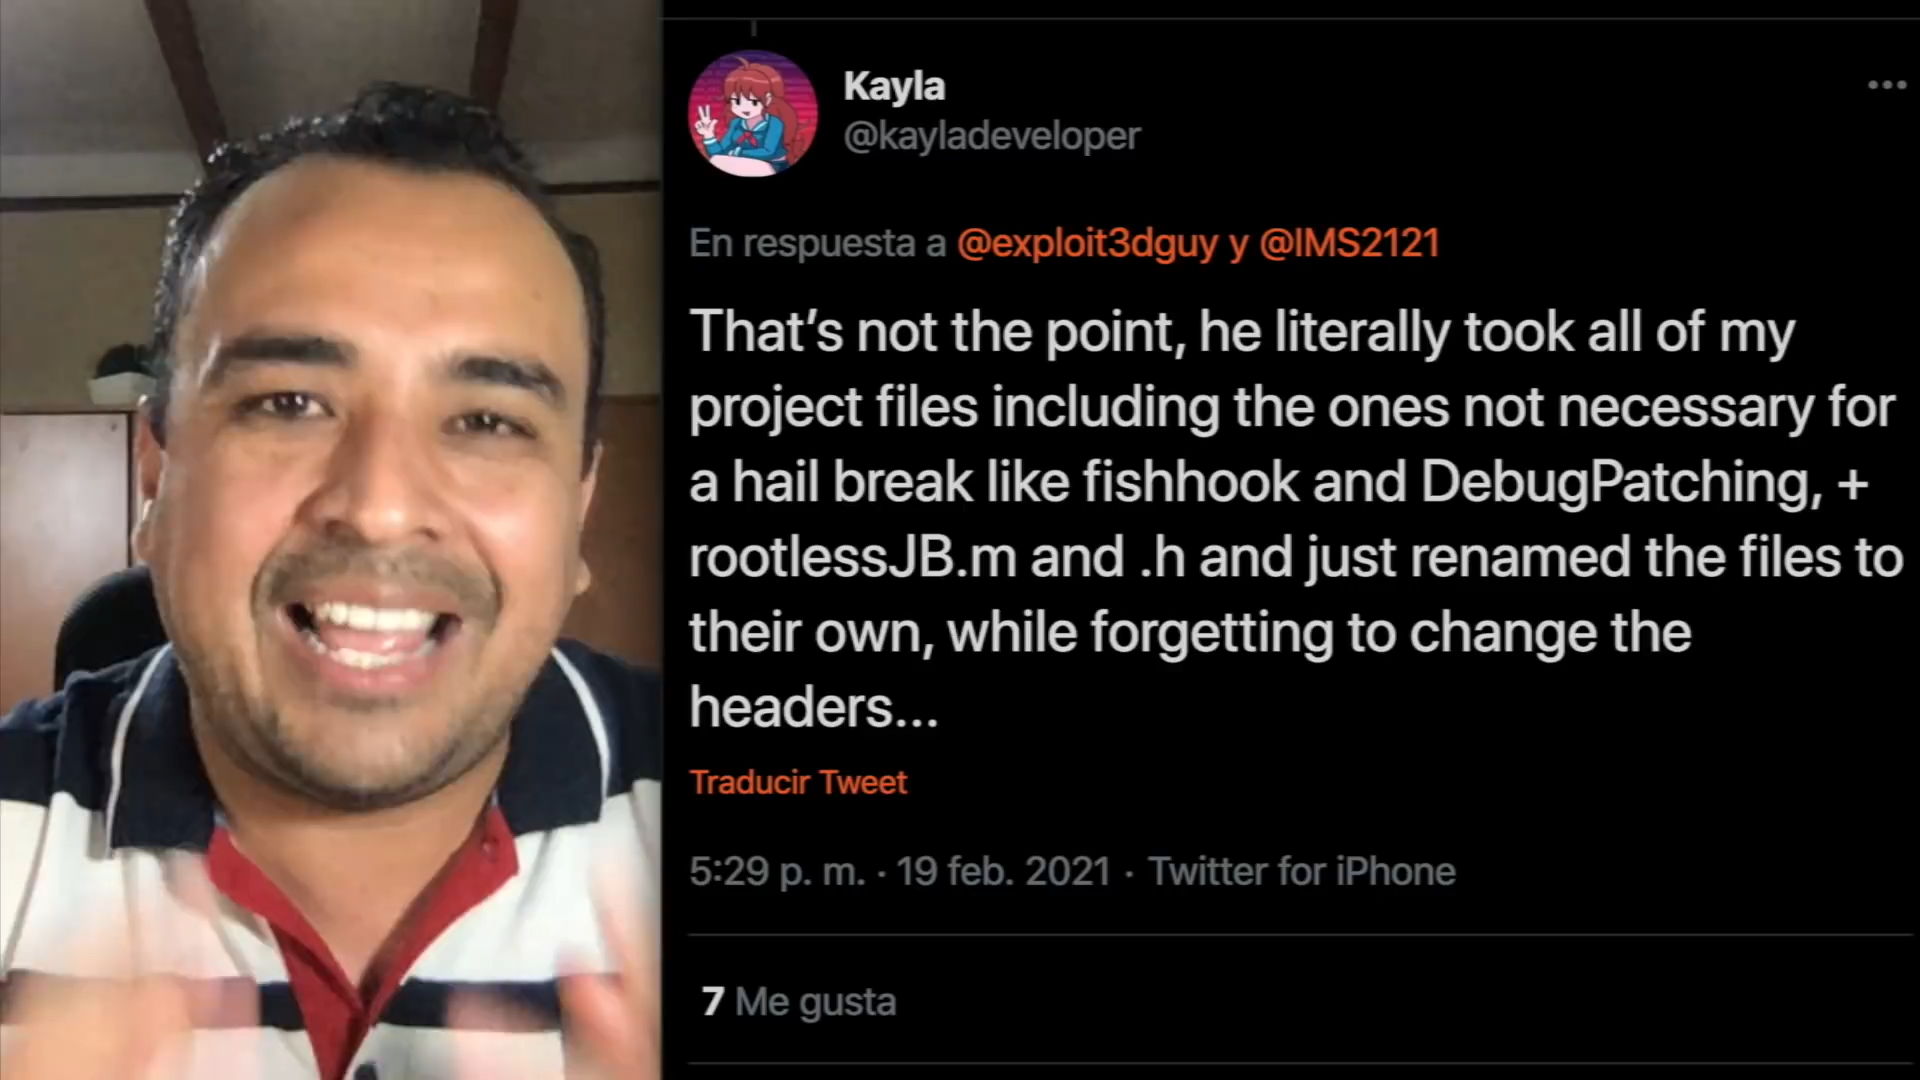 Kayla
@kayladeveloper
En respuesta a @exploit3dguy y @IMS2121
That’s not the point, he literally took all of my
project files including the ones not necessary for
a hail break like fishhook and DebugPatching, +
rootlessJB.m and .h and just renamed the files to
their own, while forgetting to change the
headers...
Traducir Tweet
5:29 p. m. · 19 feb. 2021 · Twitter for iPhone
7 Me gusta